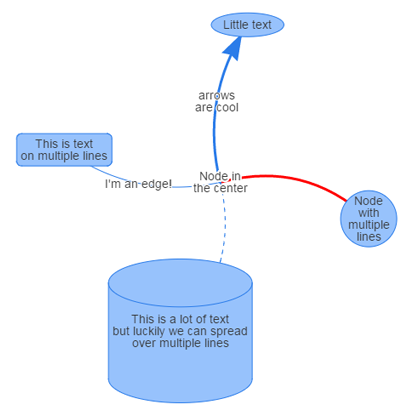 Little text
arrows
are cool
This is text
on multiple lines
I'm an edge!
Node in
the center
Node
with
multiple
lines
This is a lot of text
but luckily we can spread
over multiple lines